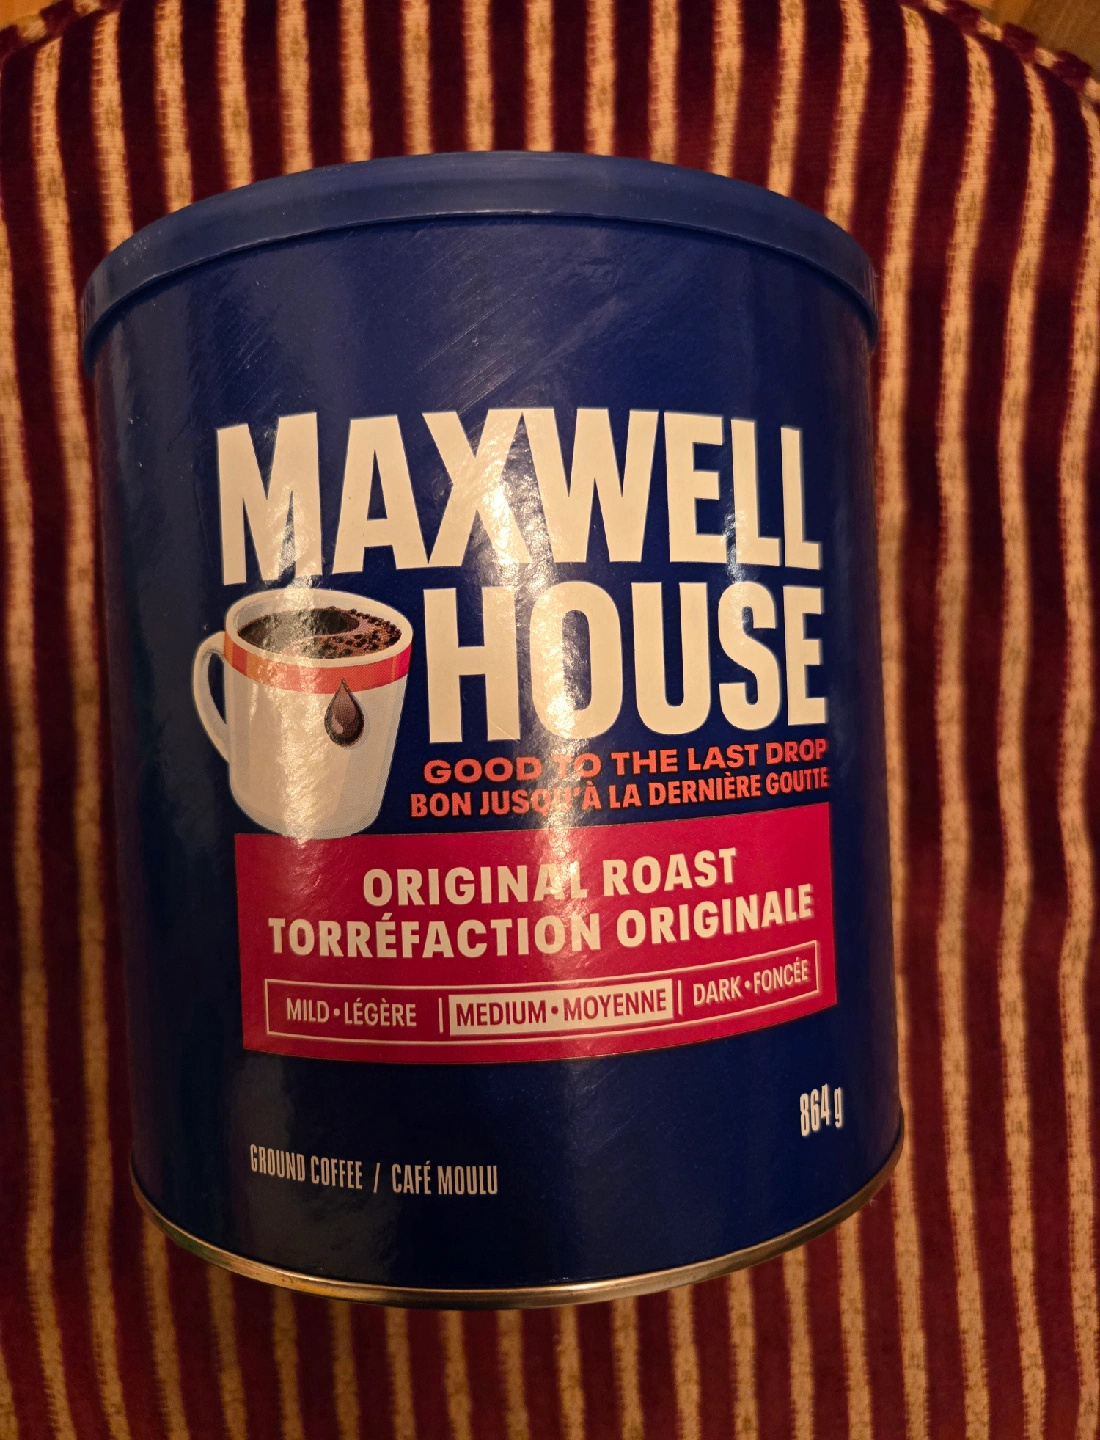 MAXWELL
HOUSE
GOOD TO THE LAST DROP
BON JUSQU'À LA DERNIÈRE GOUTTE
ORIGINAL ROAST
TORRÉFACTION ORIGINALE
MILD•LÉGÈRE | MEDIUM•MOYENNE | DARK•FONCÉE
864 g
GROUND COFFEE / CAFÉ MOULU